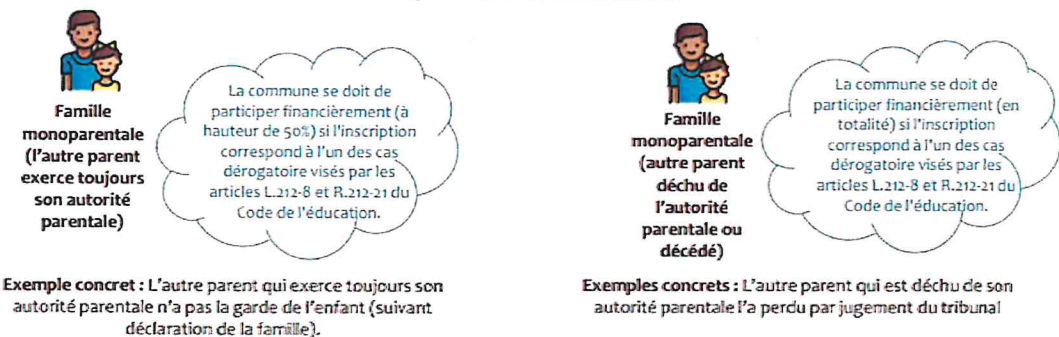 Famille
monoparentale
(l'autre parent
exerce toujours
son autorité
parentale)
La commune se doit de
participer financièrement (à
hauteur de 50%) si l'inscription
correspond à l'un des cas
dérogatoire visés par les
articles L.212-8 et R.212-21 du
Code de l'éducation.
Exemple concret : L'autre parent qui exerce toujours son
autorité parentale n'a pas la garde de l'enfant (suivant
déclaration de la famille).
Famille
monoparentale
(autre parent
déchu de
l'autorité
parentale ou
décédé)
La commune se doit de
participer financièrement (en
totalité) si l'inscription
correspond à l'un des cas
dérogatoire visés par les
articles L.212-8 et R.212-21 du
Code de l'éducation.
Exemples concrets : L'autre parent qui est déchu de son
autorité parentale l'a perdu par jugement du tribunal